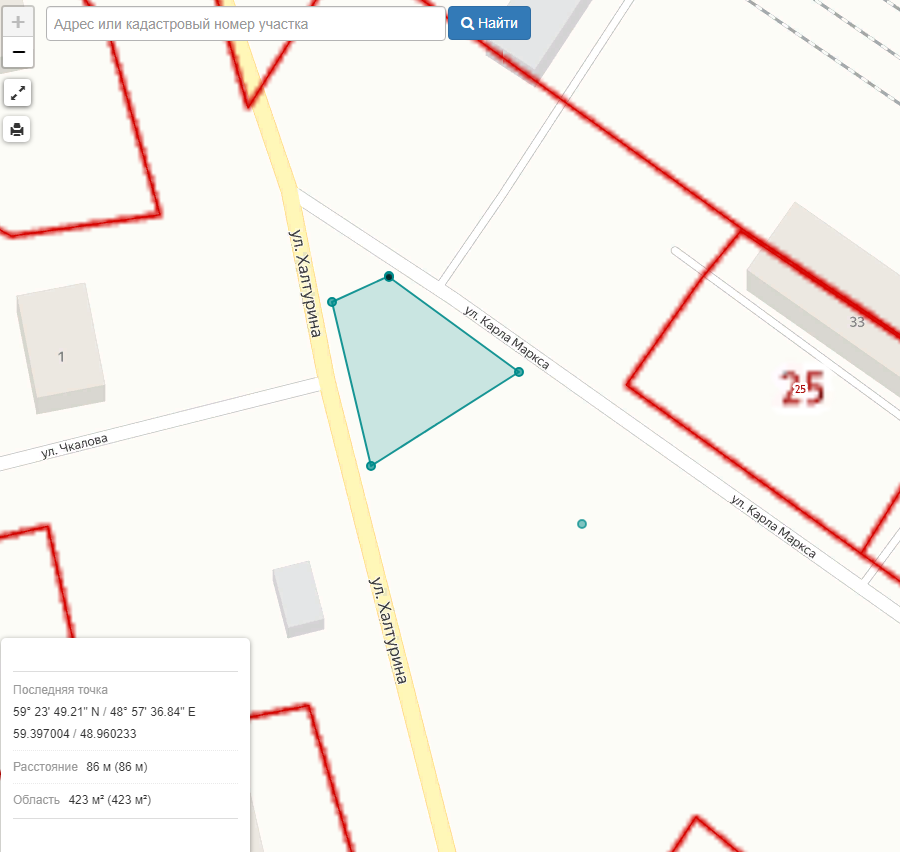 +
Адрес или кадастровый номер участка
Найти
−
ул. Халтурина
ул. Карла Маркса
33
1
25
25
ул. Чкалова
ул. Карла Маркса
ул. Халтурина
Последняя точка
59° 23' 49.21" N / 48° 57' 36.84" E
59.397004 / 48.960233
Расстояние 86 м (86 м)
Область 423 м² (423 м²)